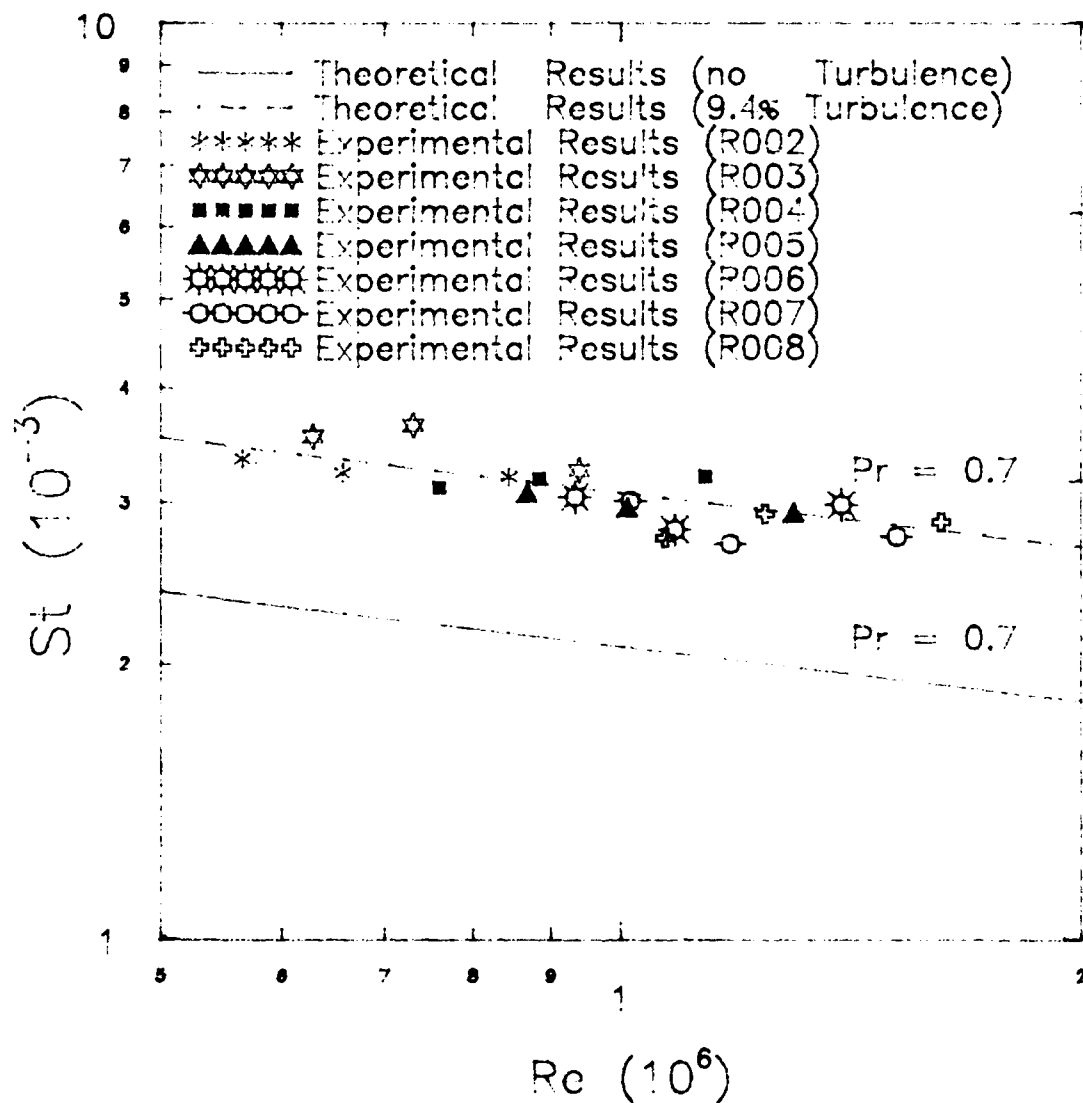 10
9
Theoretical Results (no Turbulence)
8
Theoretical Results (9.4% Turbulence)
Experimental Results (R002)
7
Experimental Results (R003)
6
Experimental Results (R004)
Experimental Results (R005)
5
Experimental Results (R006)
Experimental Results (R007)
Experimental Results (R008)
4
St (10⁻³)
Pr = 0.7
3
Pr = 0.7
2
1
5 6 7 8 9 1 2
Re (10⁶)